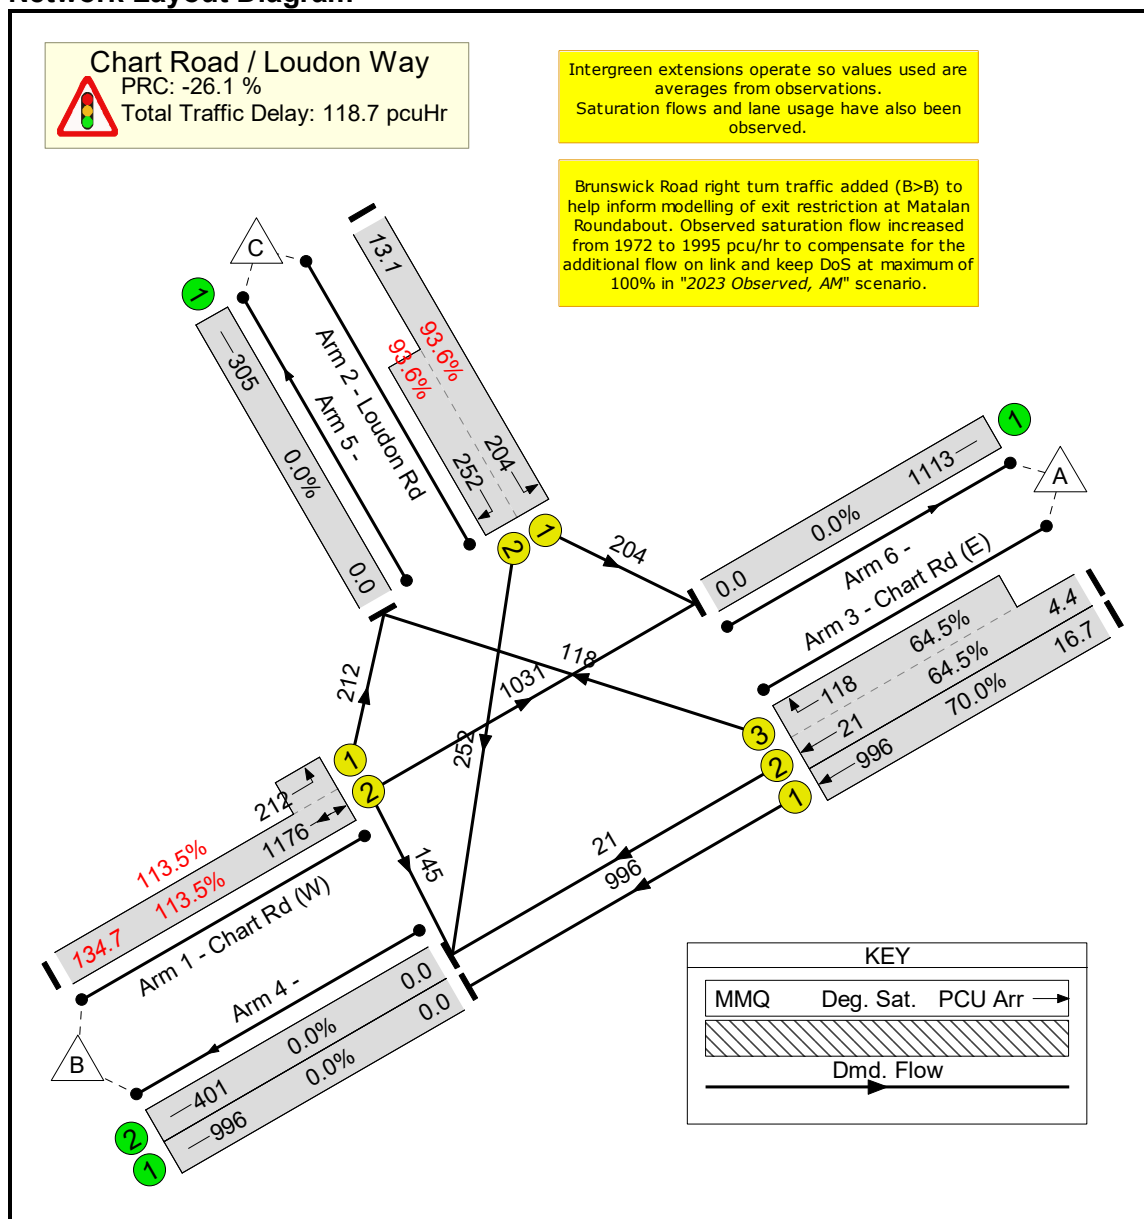 Network Layout Diagram
Chart Road / Loudon Way
PRC: -26.1 %
Total Traffic Delay: 118.7 pcuHr
Intergreen extensions operate so values used are
averages from observations.
Saturation flows and lane usage have also been
observed.
Brunswick Road right turn traffic added (B>B) to
help inform modelling of exit restriction at Matalan
Roundabout. Observed saturation flow increased
from 1972 to 1995 pcu/hr to compensate for the
additional flow on link and keep DoS at maximum of
100% in "2023 Observed, AM" scenario.
C
1
305
0.0%
0.0
Arm 5 -
Arm 2 - Loudon Rd
13.1
93.6%
93.6%
204
252
2
1
204
1
A
1113
0.0%
0.0
Arm 6 -
Arm 3 - Chart Rd (E)
64.5%
4.4
118
64.5%
16.7
21
70.0%
996
3
2
1
118
1031
212
252
21
996
145
1
2
212
1176
113.5%
113.5%
134.7
Arm 1 - Chart Rd (W)
Arm 4 -
B
0.0
0.0%
401
0.0
0.0%
996
2
1
KEY
MMQ Deg. Sat. PCU Arr
Dmd. Flow